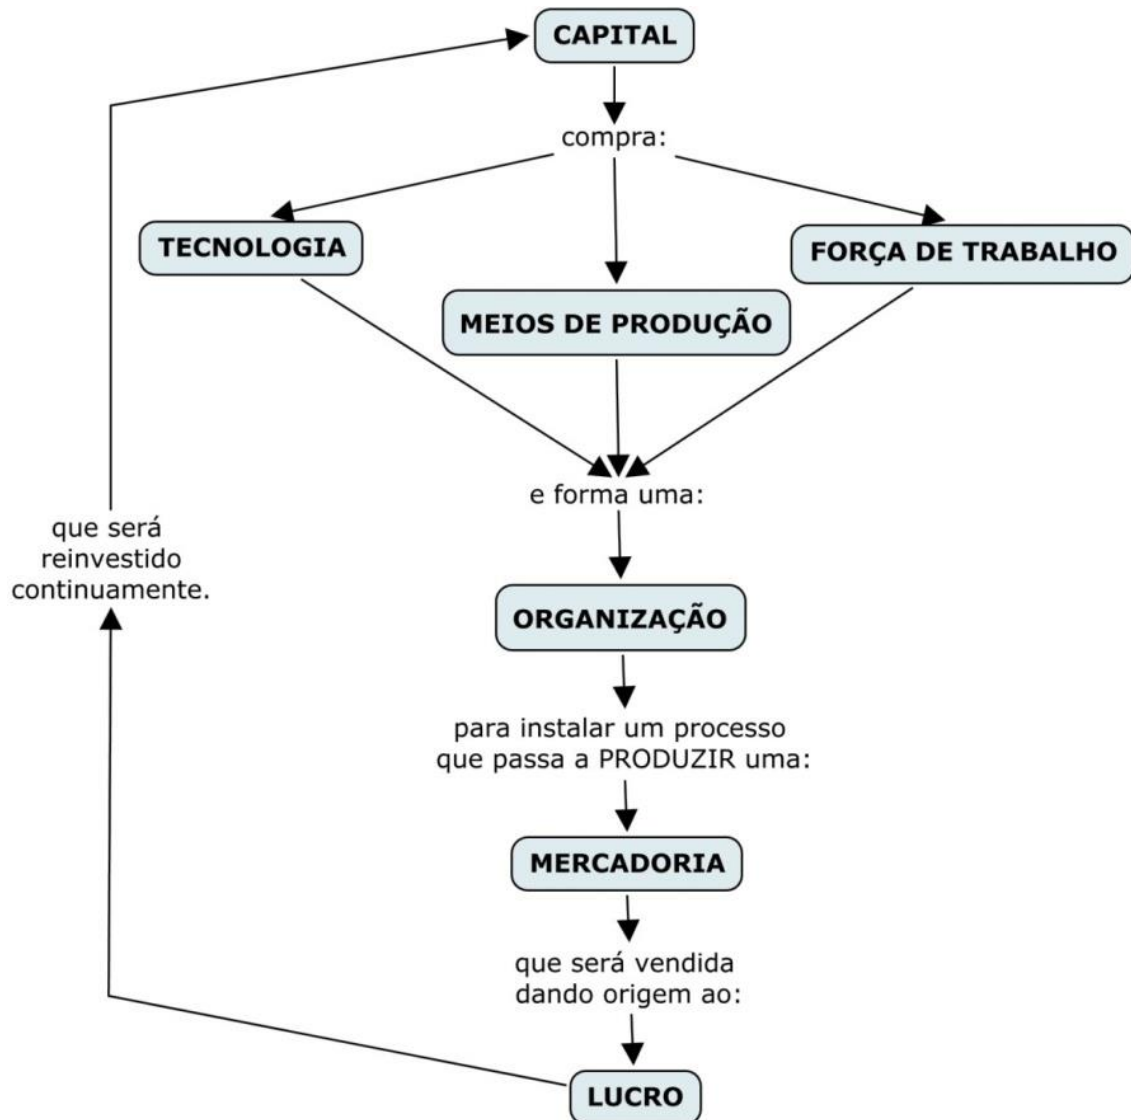 CAPITAL
compra:
TECNOLOGIA
FORÇA DE TRABALHO
MEIOS DE PRODUÇÃO
e forma uma:
que será
reinvestido
continuamente.
ORGANIZAÇÃO
para instalar um processo
que passa a PRODUZIR uma:
MERCADORIA
que será vendida
dando origem ao:
LUCRO